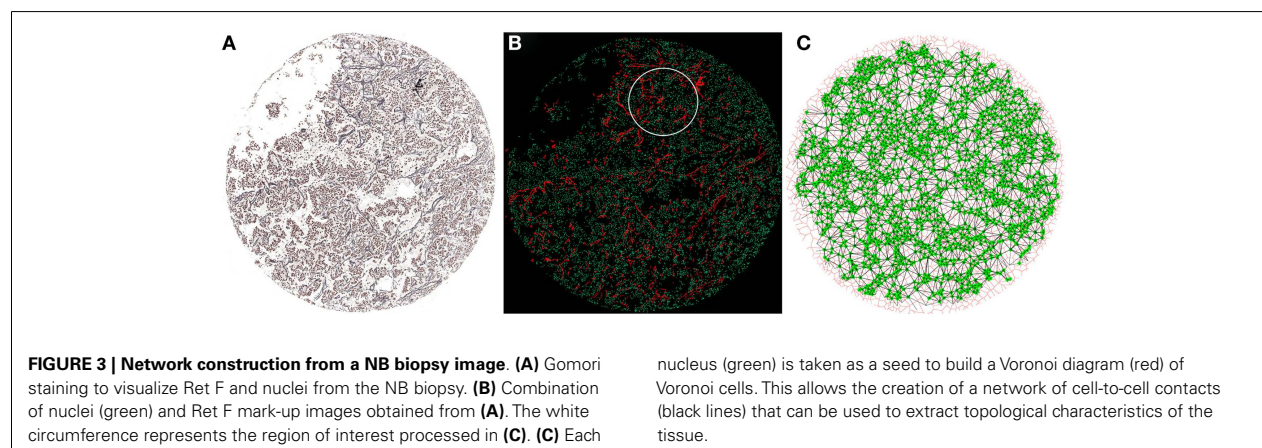 A
B
C
FIGURE 3 | Network construction from a NB biopsy image. (A) Gomori
staining to visualize Ret F and nuclei from the NB biopsy. (B) Combination
of nuclei (green) and Ret F mark-up images obtained from (A). The white
circumference represents the region of interest processed in (C). (C) Each
nucleus (green) is taken as a seed to build a Voronoi diagram (red) of
Voronoi cells. This allows the creation of a network of cell-to-cell contacts
(black lines) that can be used to extract topological characteristics of the
tissue.